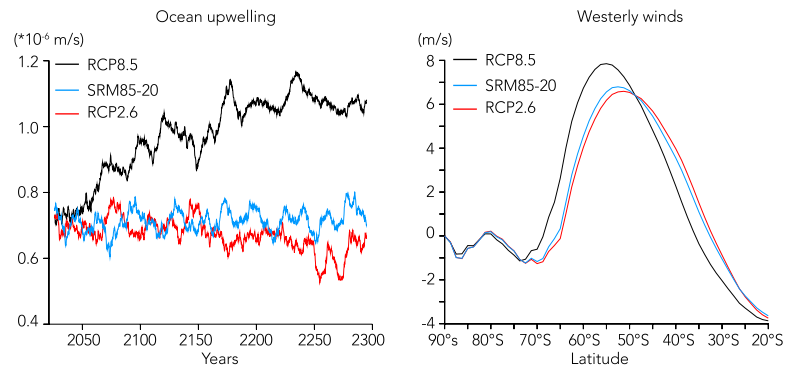 Ocean upwelling
(*10⁻⁶ m/s)
1.2
1.0
0.8
0.6
0.4
RCP8.5
SRM85-20
RCP2.6
2050
2100
2150
2200
2250
2300
Years
Westerly winds
(m/s)
8
6
4
2
0
-2
-4
RCP8.5
SRM85-20
RCP2.6
90°s
80°S
70°S
60°S
50°S
40°S
30°S
20°S
Latitude